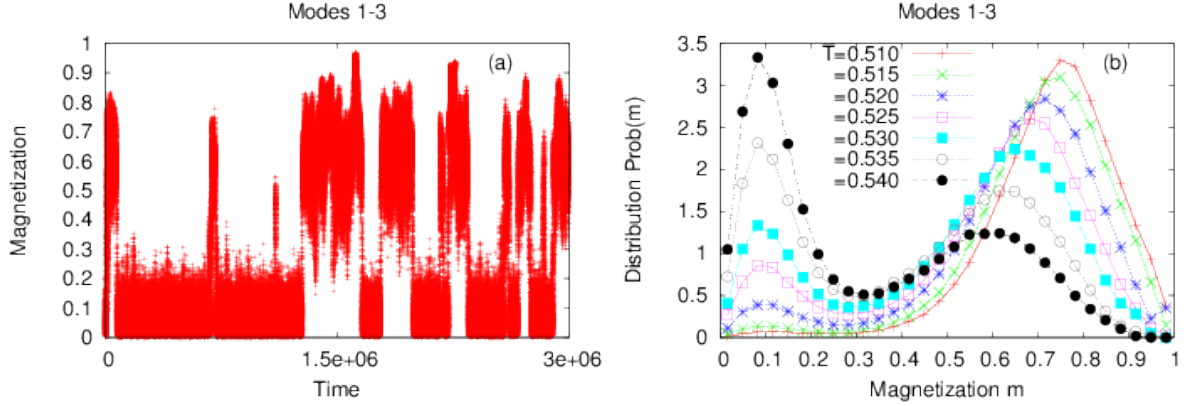 Modes 1-3
(a)
Magnetization
1
0.9
0.8
0.7
0.6
0.5
0.4
0.3
0.2
0.1
0
0 1.5e+06 3e+06
Time
Modes 1-3
(b)
Distribution Prob(m)
3.5
3
2.5
2
1.5
1
0.5
0
T=0.510
=0.515
=0.520
=0.525
=0.530
=0.535
=0.540
0 0.1 0.2 0.3 0.4 0.5 0.6 0.7 0.8 0.9 1
Magnetization m